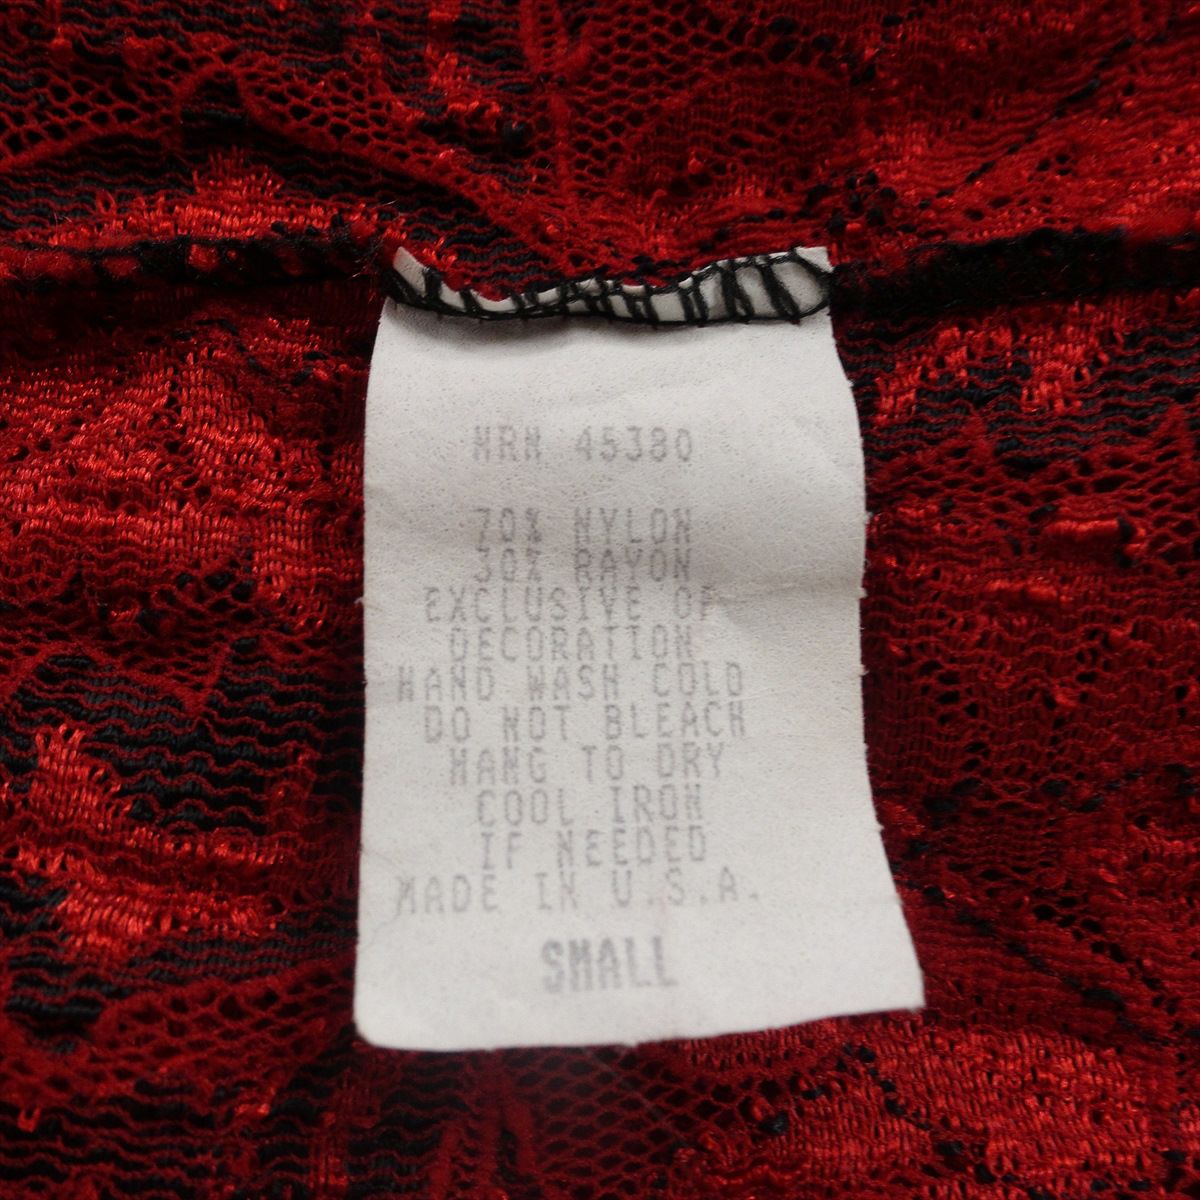 WRN 45380
70% NYLON
30% RAYON
EXCLUSIVE OF
DECORATION
HAND WASH COLD
DO NOT BLEACH
HANG TO DRY
COOL IRON
IF NEEDED
MADE IN U.S.A.
SMALL